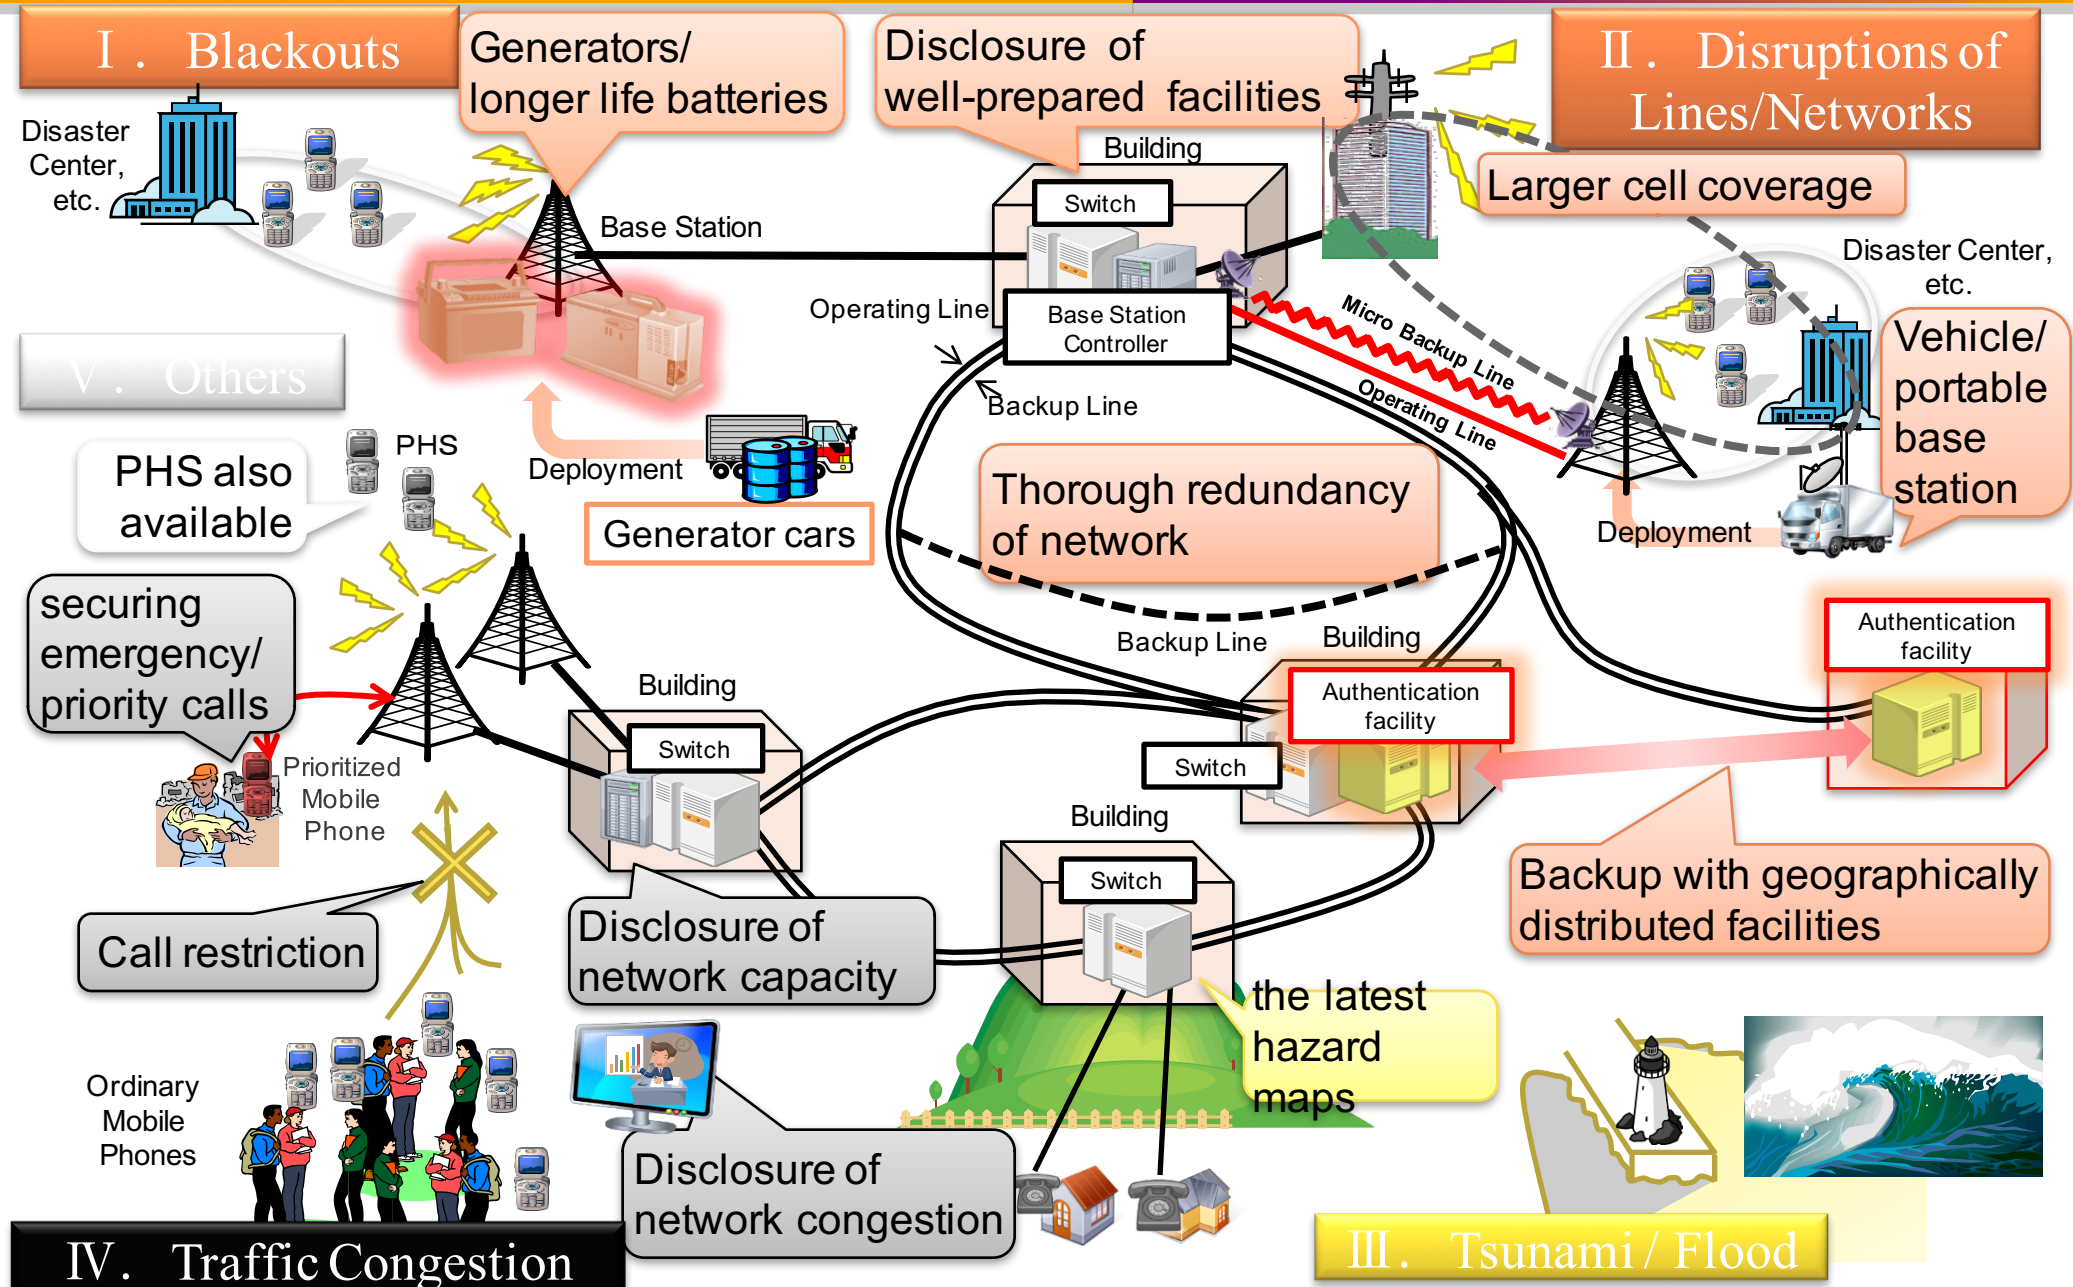 Ⅰ. Blackouts
Generators/
longer life batteries
Disclosure of
well-prepared facilities
Ⅱ. Disruptions of
Lines/Networks
Disaster
Center,
etc.
Building
Switch
Larger cell coverage
Base Station
Disaster Center,
etc.
Operating Line
Base Station
Controller
Micro Backup Line
Operating Line
Vehicle/
portable
base
station
Ⅴ. Others
Backup Line
PHS
PHS also
available
Deployment
Generator cars
Thorough redundancy
of network
Deployment
securing
emergency/
priority calls
Backup Line
Building
Authentication
facility
Authentication
facility
Building
Switch
Switch
Prioritized
Mobile
Phone
Building
Switch
Backup with geographically
distributed facilities
Call restriction
Disclosure of
network capacity
the latest
hazard
maps
Ordinary
Mobile
Phones
Disclosure of
network congestion
Ⅳ. Traffic Congestion
Ⅲ. Tsunami / Flood